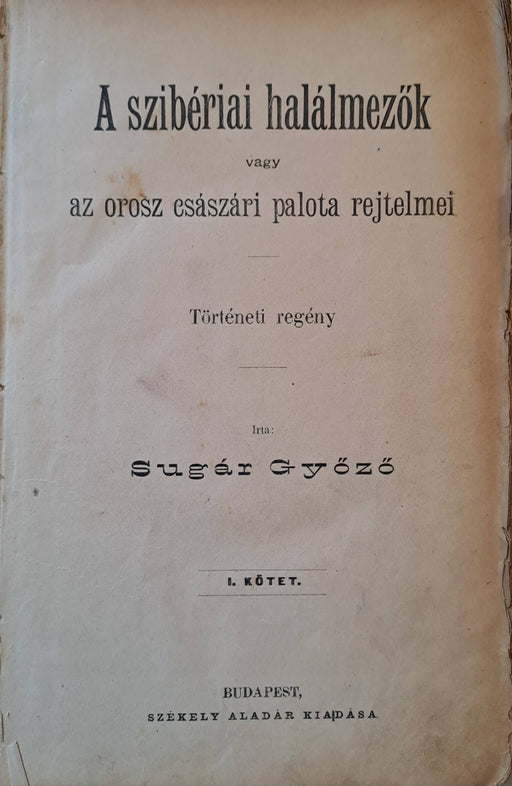 A szibériai halálmezők
vagy
az orosz császári palota rejtelmei
Történeti regény
Irta:
Sugár Győző
I. KÖTET.
BUDAPEST,
SZÉKELY ALADÁR KIADÁSA.